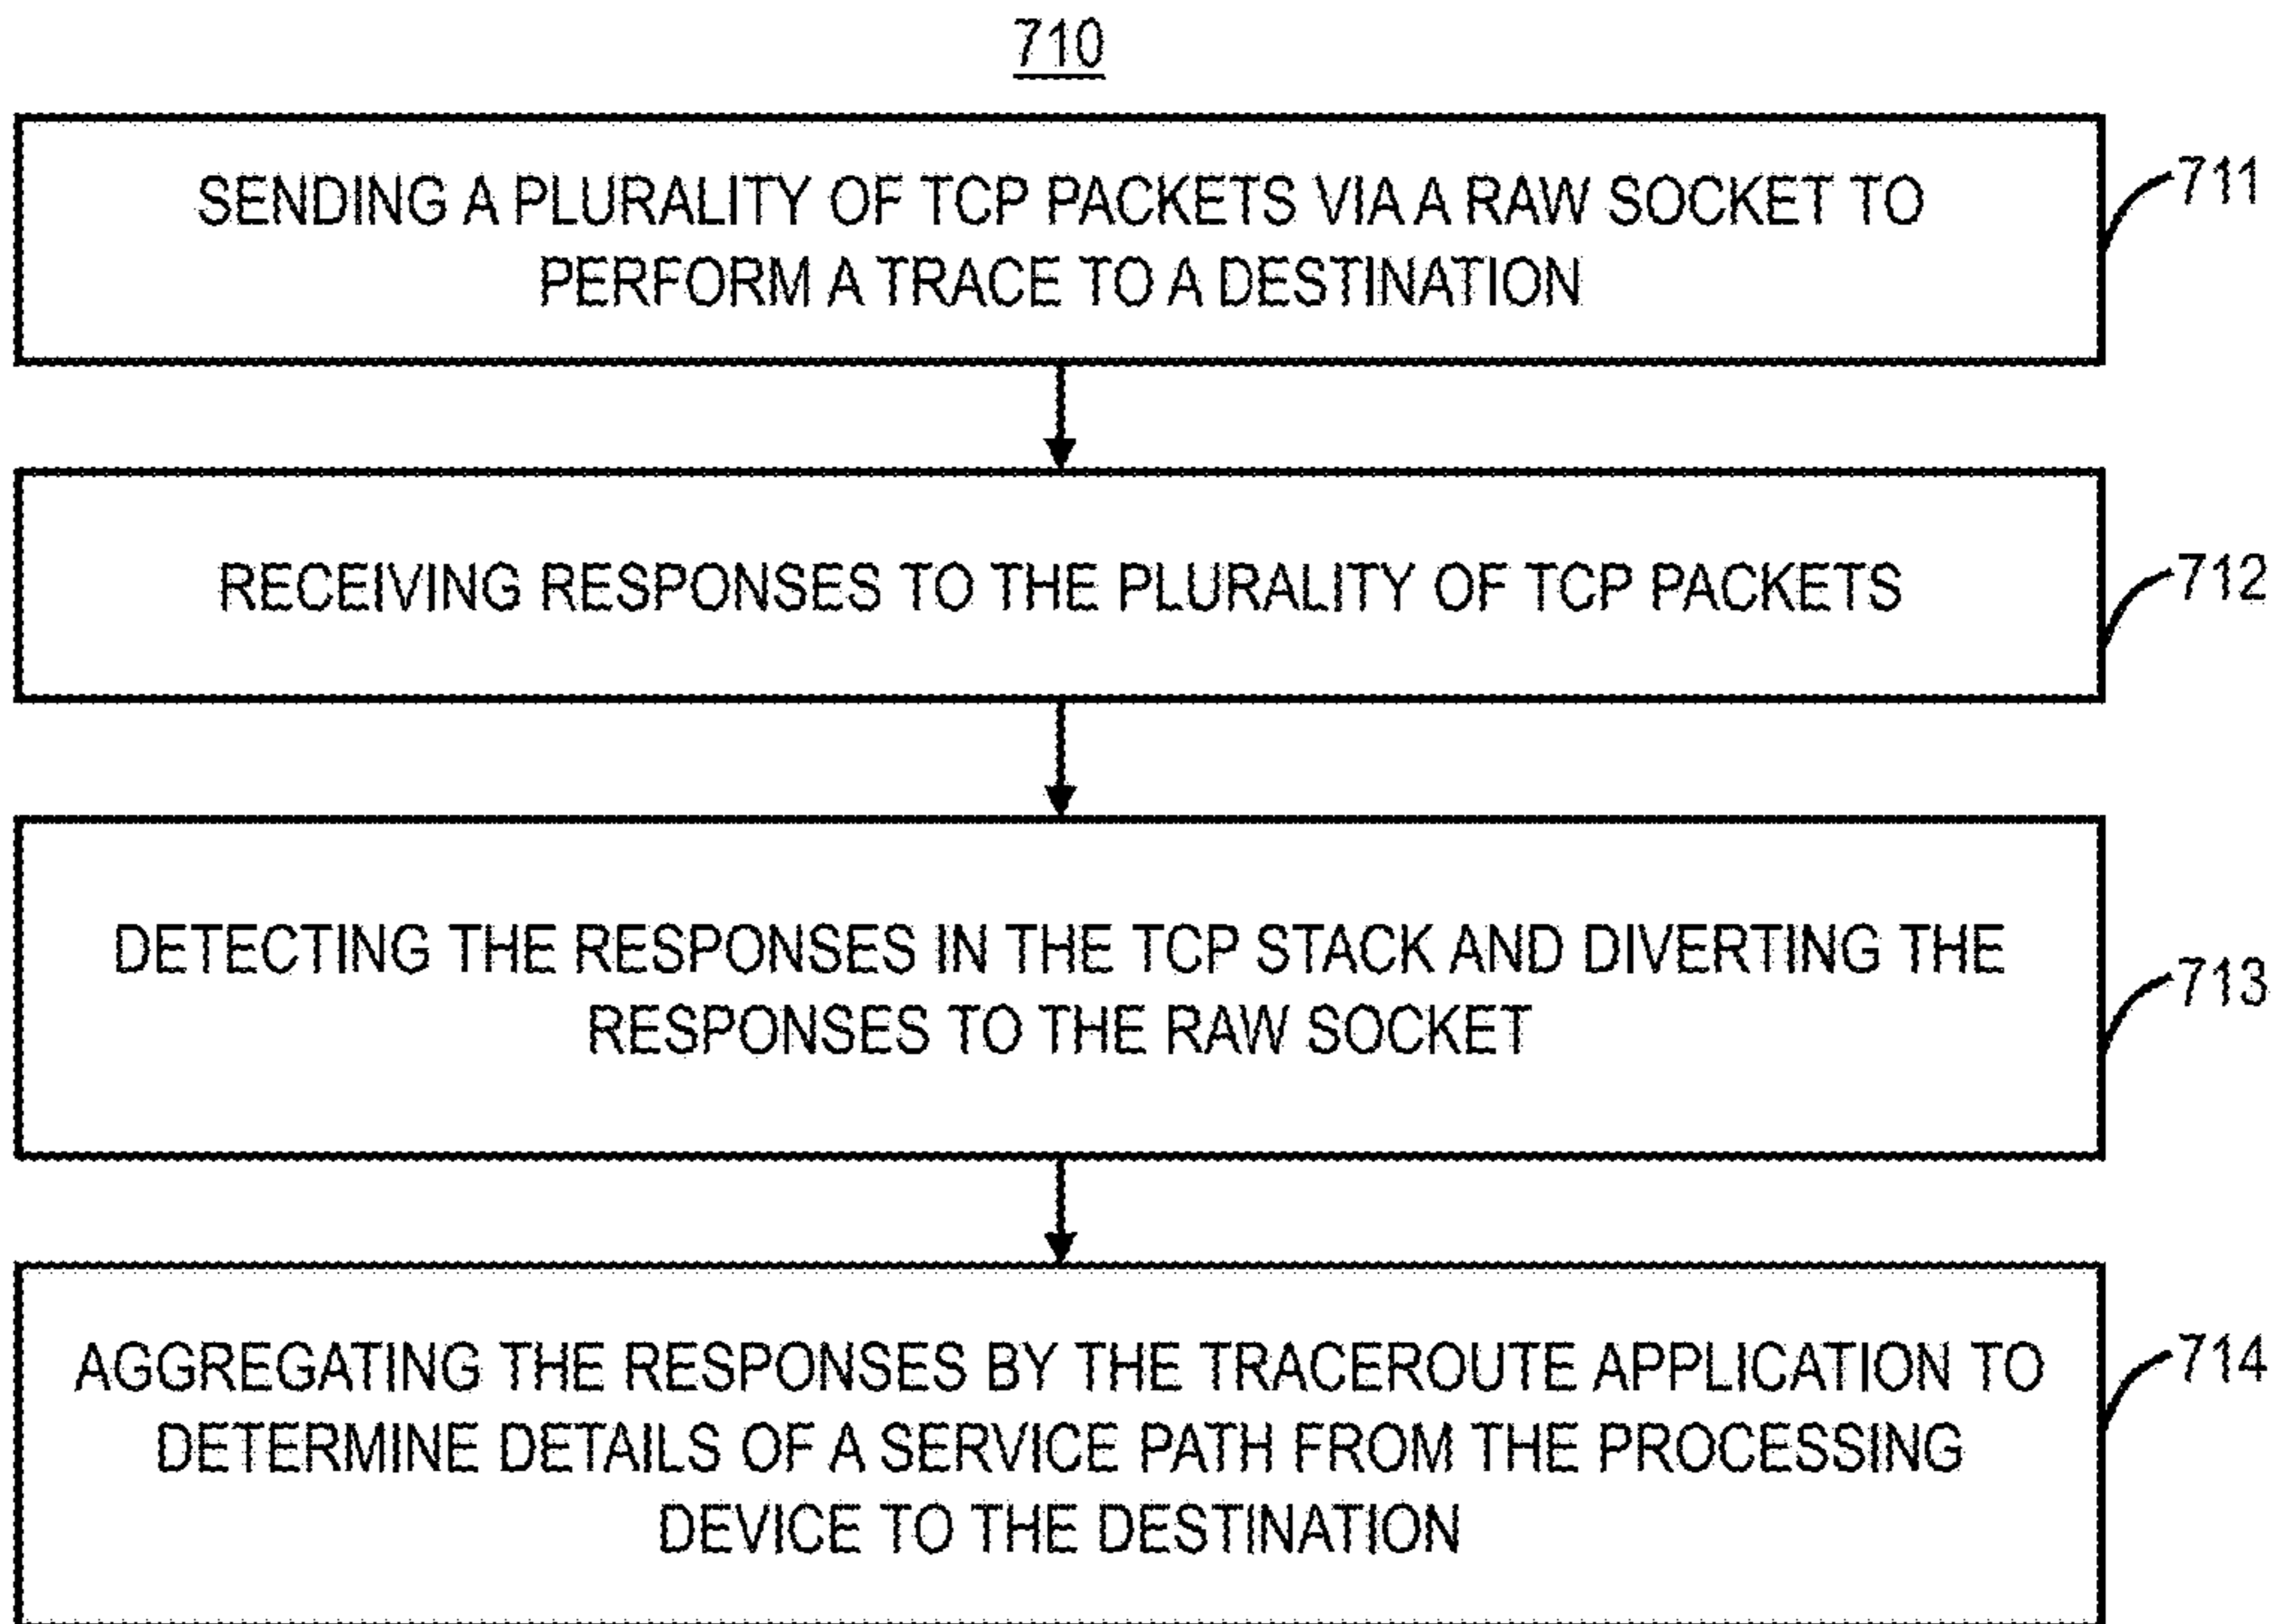 710
SENDING A PLURALITY OF TCP PACKETS VIA A RAW SOCKET TO
PERFORM A TRACE TO A DESTINATION
711
RECEIVING RESPONSES TO THE PLURALITY OF TCP PACKETS
712
DETECTING THE RESPONSES IN THE TCP STACK AND DIVERTING THE
RESPONSES TO THE RAW SOCKET
713
AGGREGATING THE RESPONSES BY THE TRACEROUTE APPLICATION TO
DETERMINE DETAILS OF A SERVICE PATH FROM THE PROCESSING
DEVICE TO THE DESTINATION
714